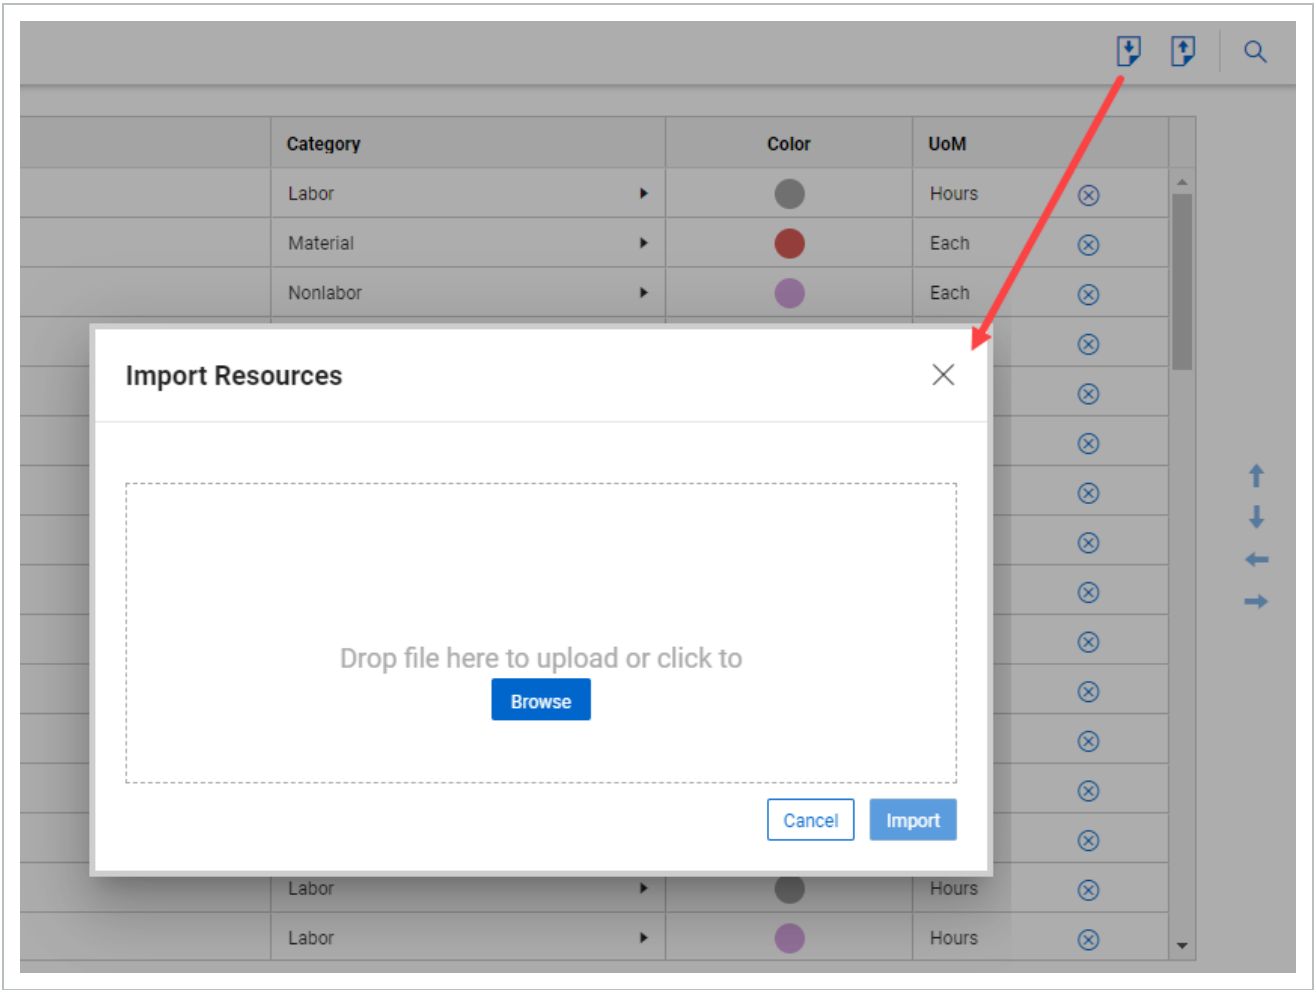 Category Color UoM
Labor Hours
Material Each
Nonlabor Each
Import Resources
Drop file here to upload or click to
Browse
Cancel Import
Labor Hours
Labor Hours